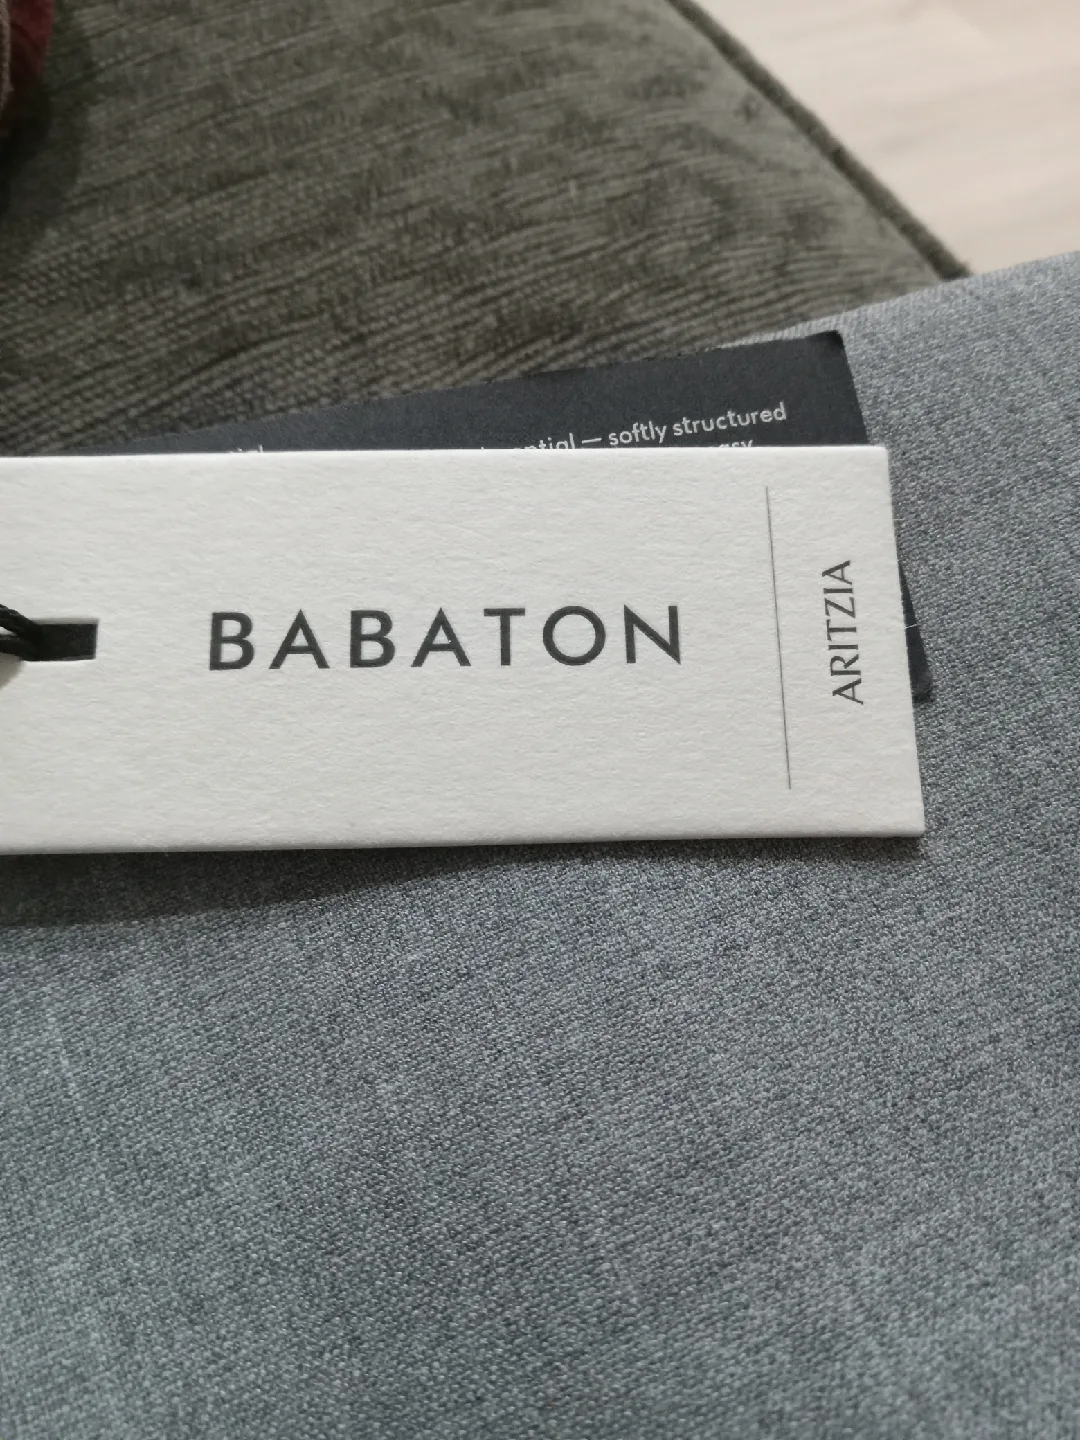 — softly structured
BABATON
ARITZIA